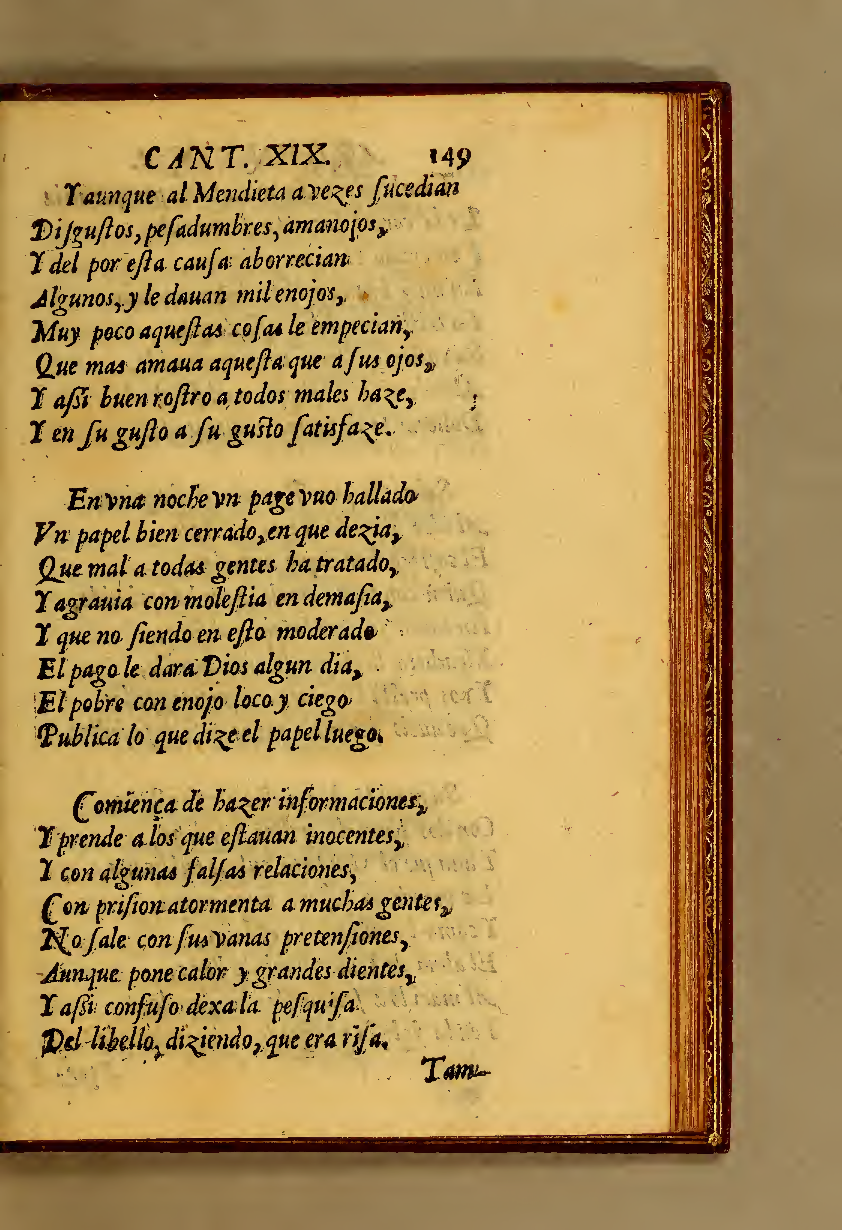 CANT. XIX. 149
Y aunque al Mendieta a vezes ſucedian
Diſguſtos, peſadumbres, amanojos,
Y del por eſta cauſa aborrecian
Algunos, y le dauan mil enojos,
Muy poco aqueſtas coſas le empecian,
Que mas amaua aqueſta que a ſus ojos,
Y aſsi buen roſtro a todos males haze,
Y en ſu guſto a ſu guſto ſatisfaze.
En vna noche vn page vuo hallado
Vn papel bien cerrado, en que dezia,
Que mal a todas gentes ha tratado,
Y agrauia con moleſtia en demaſia,
Y que no ſiendo en eſto moderado
El pago le dara Dios algun dia,
El pobre con enojo loco y ciego
Publica lo que dize el papel luego.
Comiença de hazer informaciones,
Y prende a los que eſtauan inocentes,
Y con algunas falſas relaciones,
Con priſion atormenta a muchas gentes,
No ſale con ſus vanas pretenſiones,
Aunque pone calor y grandes dientes,
Y aſsi confuſo dexa la peſquiſa
Del libello, diziendo, que era riſa.
Tam-